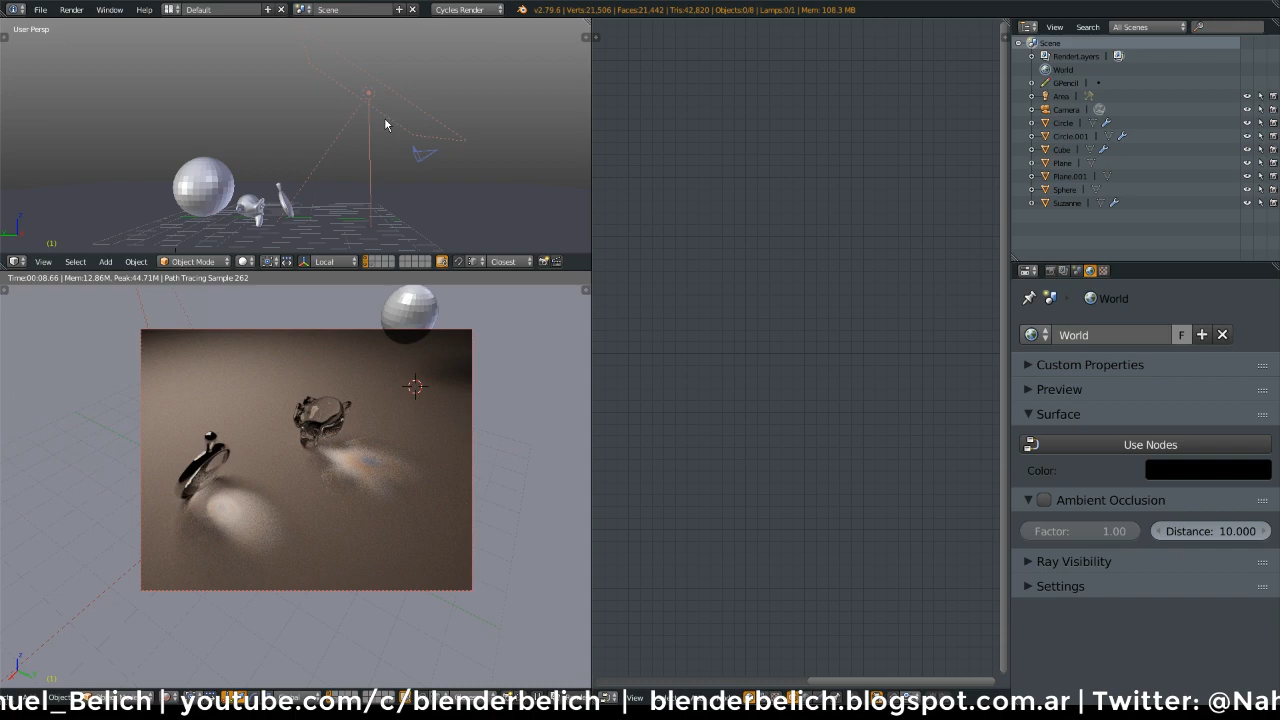 File Render Window Help Default Scene Cycles Render v2.79.6 | Verts:21,506 | Faces:21,442 | Tris:42,820 | Objects:0/8 | Lamps:0/1 | Mem: 108.3 MB
User Persp
(1)
View Select Add Object Object Mode Local Closest
Time:00:08.66 | Mem:12.86M, Peak:44.71M | Path Tracing Sample 262
(1)
View Search All Scenes
Scene
RenderLayers |
World
GPencil |
Area |
Camera |
Circle |
Circle.001 |
Cube |
Plane |
Plane.001 |
Sphere |
Suzanne |
World
World F
Custom Properties
Preview
Surface
Use Nodes
Color:
Ambient Occlusion
Factor: 1.00 Distance: 10.000
Ray Visibility
Settings
View
nuel_Belich | youtube.com/c/blenderbelich | blenderbelich.blogspot.com.ar | Twitter: @Nah